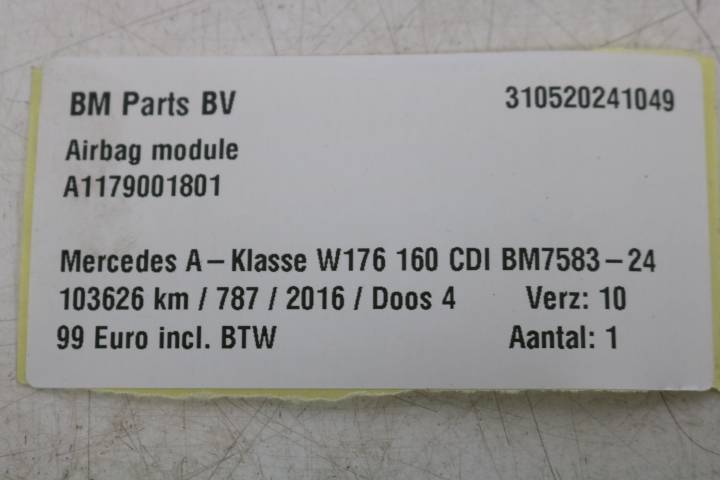 BM Parts BV 310520241049
Airbag module
A1179001801
Mercedes A-Klasse W176 160 CDI BM7583-24
103626 km / 787 / 2016 / Doos 4 Verz: 10
99 Euro incl. BTW Aantal: 1